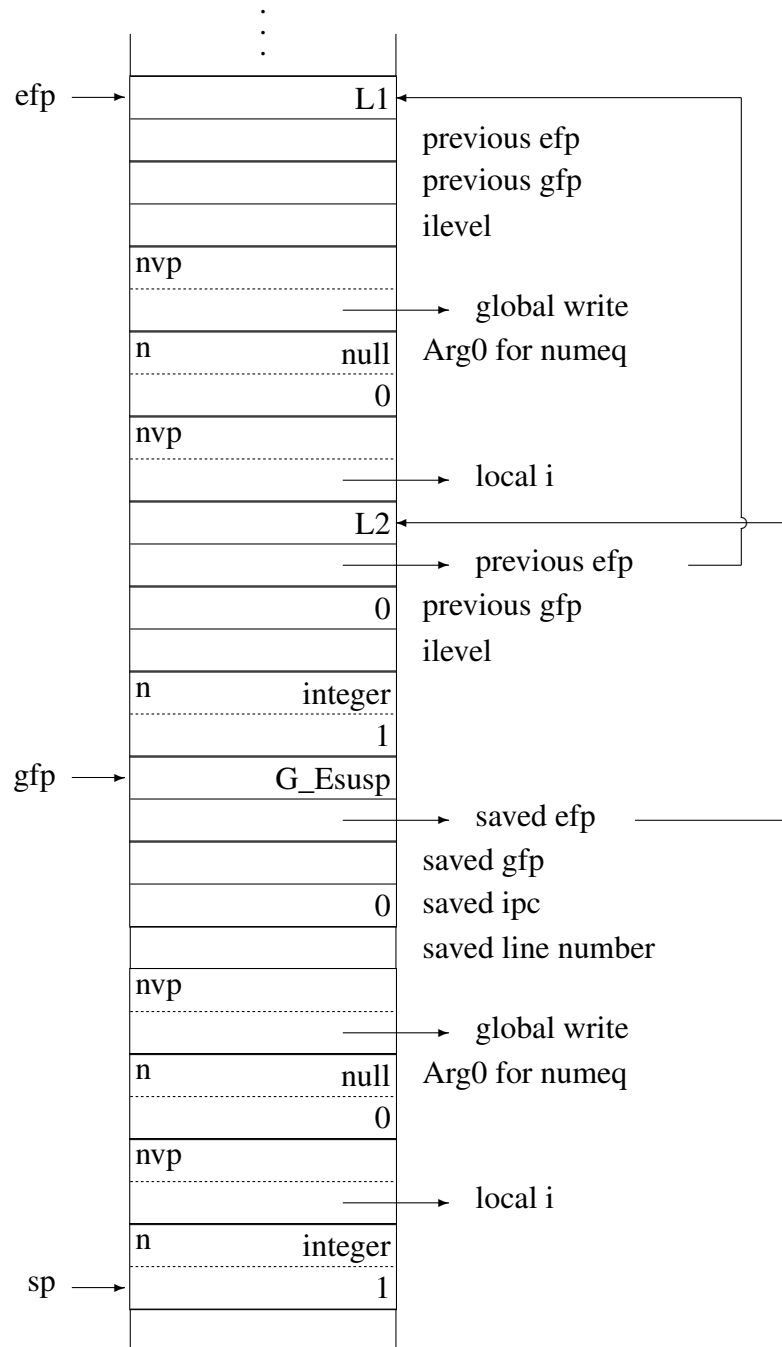 efp L1
previous efp
previous gfp
ilevel
nvp
global write
n null Arg0 for numeq
0
nvp
local i
L2
previous efp
0 previous gfp
ilevel
n integer
1
gfp G_Esusp
saved efp
saved gfp
0 saved ipc
saved line number
nvp
global write
n null Arg0 for numeq
0
nvp
local i
n integer
sp 1